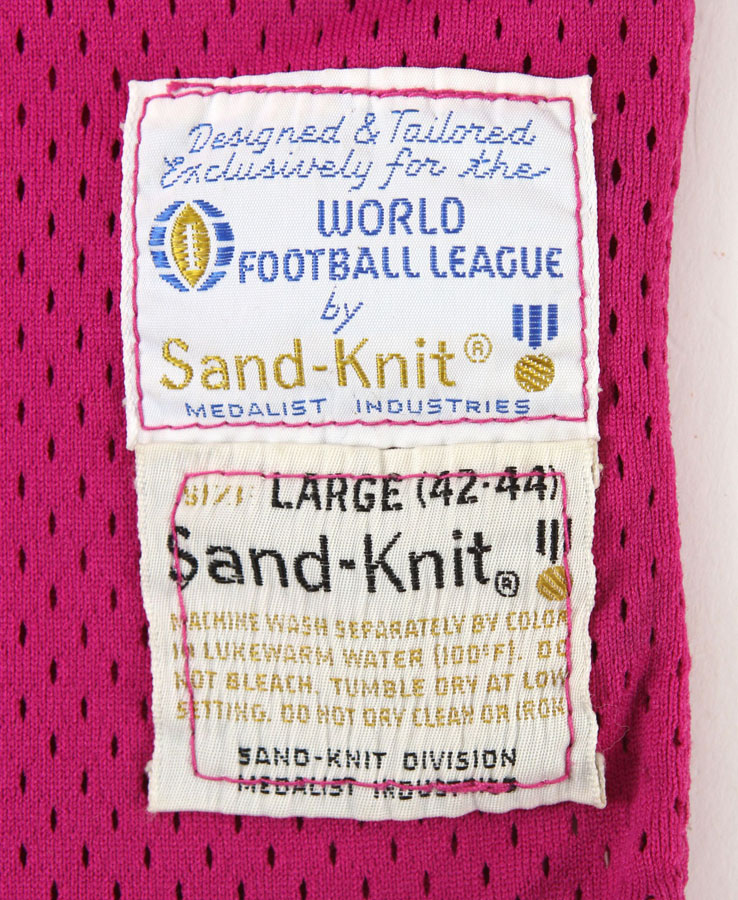 Designed & Tailored
Exclusively for the
WORLD
FOOTBALL LEAGUE
by
Sand-Knit®
MEDALIST INDUSTRIES
SIZE LARGE (42-44)
Sand-Knit®
MACHINE WASH SEPARATELY BY COLOR
IN LUKEWARM WATER (100°F). DO
NOT BLEACH. TUMBLE DRY AT LOW
SETTING. DO NOT DRY CLEAN OR IRON
SAND-KNIT DIVISION
MEDALIST INDUSTRIES